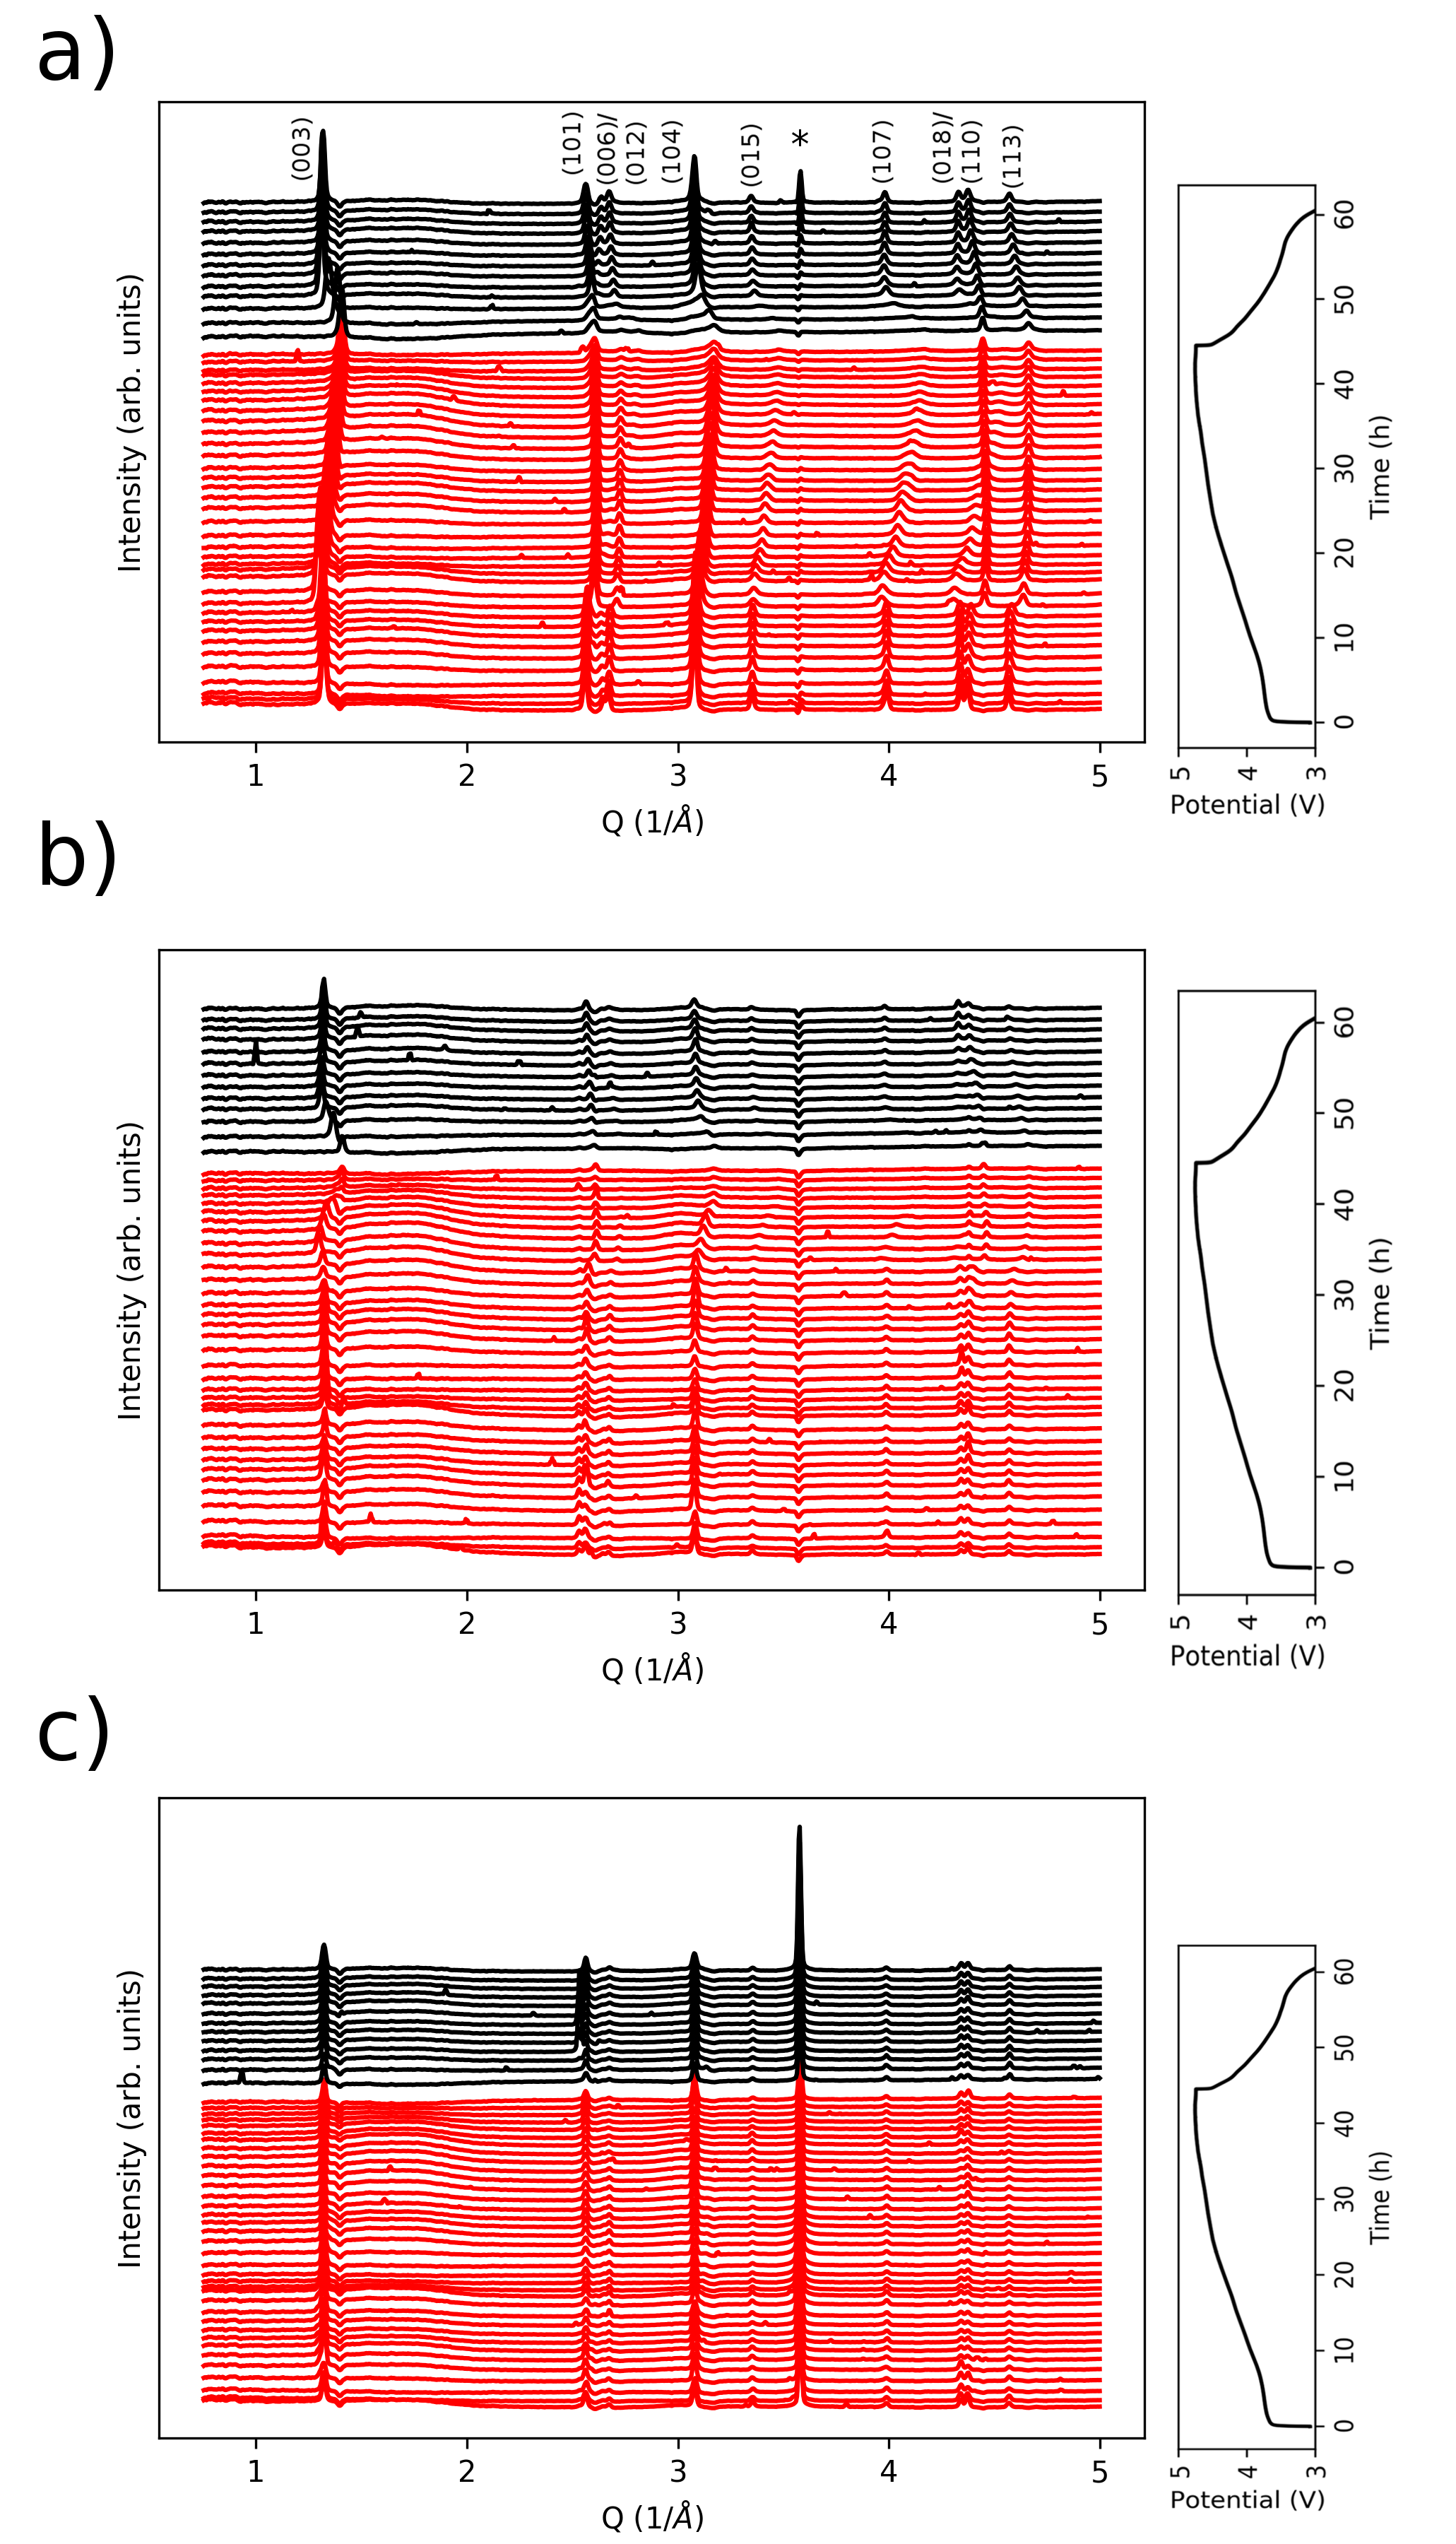 a)
(003)
(101)
(006)/
(012)
(104)
(015)
*
(107)
(018)/
(110)
(113)
Intensity (arb. units)
1 2 3 4 5
Q (1/Å)
0 10 20 30 40 50 60
Time (h)
5 4 3
Potential (V)
b)
Intensity (arb. units)
1 2 3 4 5
Q (1/Å)
0 10 20 30 40 50 60
Time (h)
5 4 3
Potential (V)
c)
Intensity (arb. units)
1 2 3 4 5
Q (1/Å)
0 10 20 30 40 50 60
Time (h)
5 4 3
Potential (V)